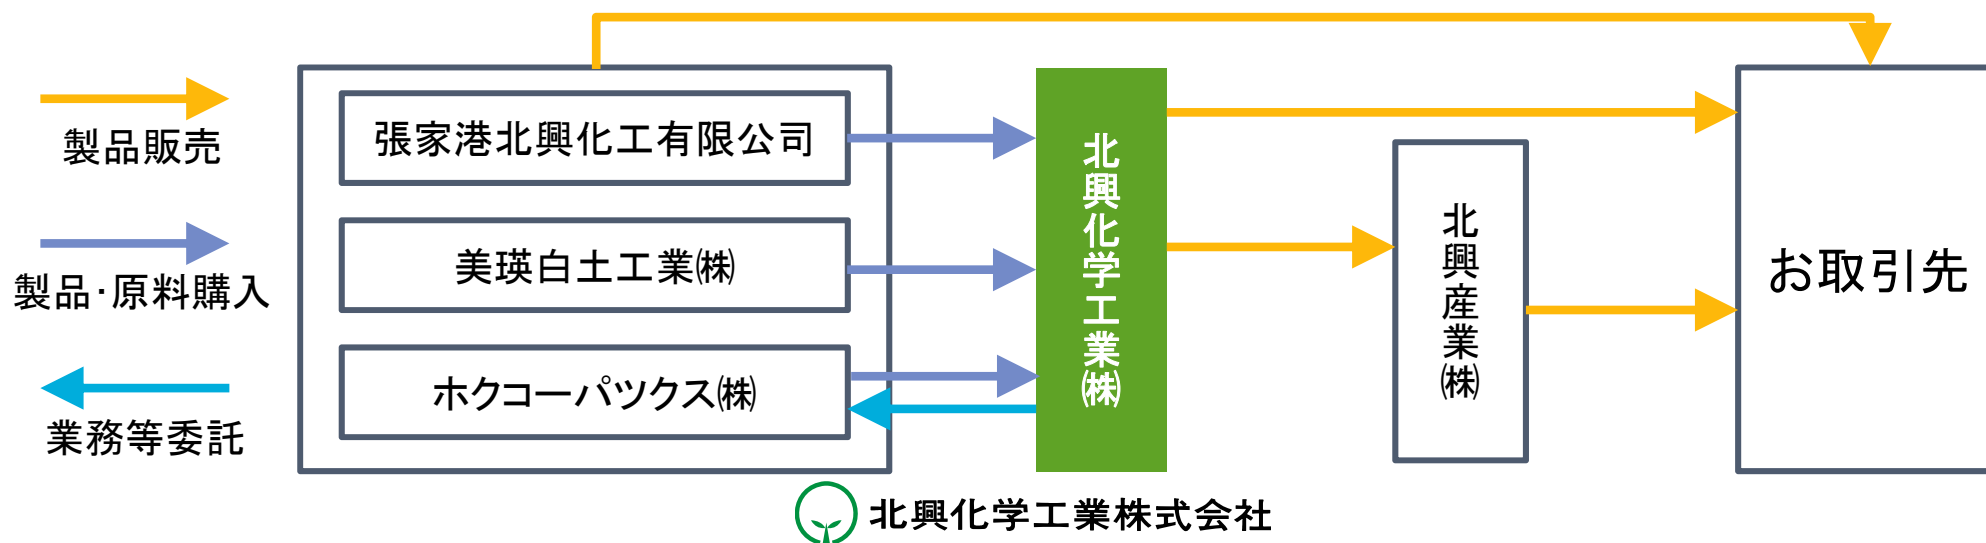 製品販売
製品・原料購入
業務等委託
張家港北興化工有限公司
美瑛白土工業㈱
ホクコーパツクス㈱
北興化学工業㈱
北興産業㈱
お取引先
北興化学工業株式会社